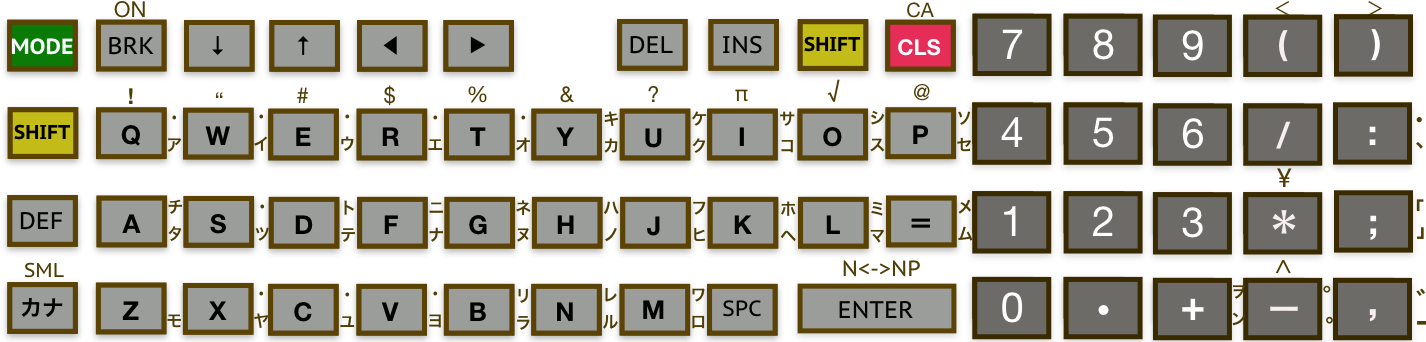 ON CA < >
MODE BRK ↓ ↑ ◀ ▶ DEL INS SHIFT CLS 7 8 9 ( )
! “ # $ % & ? π √ @
・ ・ ・ ・ ・ キ ケ サ シ ソ
SHIFT Q W E R T Y U I O P 4 5 6 / : ・
ア イ ウ エ オ カ ク コ ス セ 、
¥
チ ・ ト ニ ネ ハ フ ホ ミ メ 「
DEF A S D F G H J K L = 1 2 3 * ; 」
タ ツ テ ナ ヌ ノ ヒ ヘ マ ム
SML N<->NP ^
・ ・ リ レ ワ ヲ ° ゛
カナ Z X C V B N M SPC ENTER 0 • + − ,
モ ヤ ユ ヨ ラ ル ロ ン 。